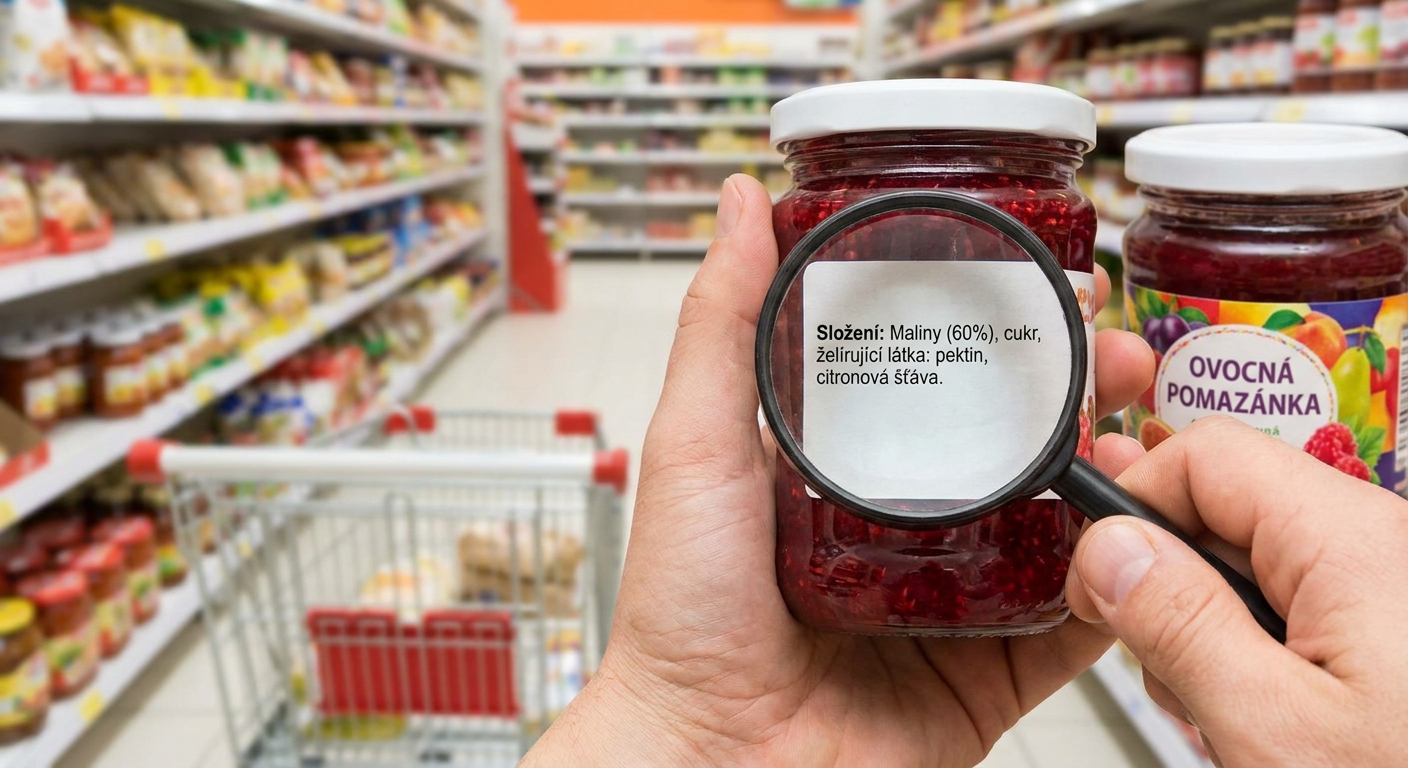 Složení: Maliny (60%), cukr,
želírující látka: pektin,
citronová šťáva.
OVOCNÁ
POMAZÁNKA